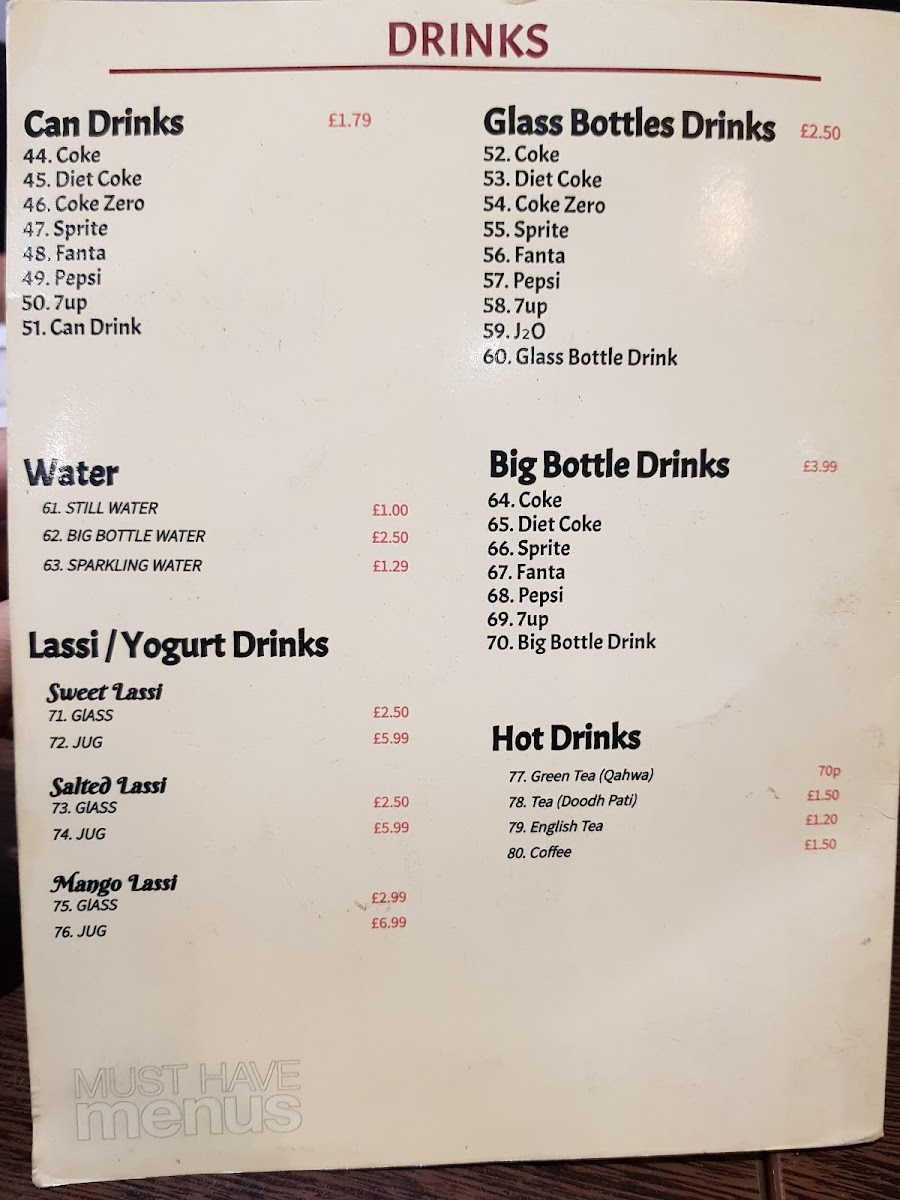 DRINKS
Can Drinks £1.79
44. Coke
45. Diet Coke
46. Coke Zero
47. Sprite
48. Fanta
49. Pepsi
50. 7up
51. Can Drink
Glass Bottles Drinks £2.50
52. Coke
53. Diet Coke
54. Coke Zero
55. Sprite
56. Fanta
57. Pepsi
58. 7up
59. J₂O
60. Glass Bottle Drink
Water
61. STILL WATER £1.00
62. BIG BOTTLE WATER £2.50
63. SPARKLING WATER £1.29
Big Bottle Drinks £3.99
64. Coke
65. Diet Coke
66. Sprite
67. Fanta
68. Pepsi
69. 7up
70. Big Bottle Drink
Lassi / Yogurt Drinks
Sweet Lassi
71. GlASS £2.50
72. JUG £5.99
Salted Lassi
73. GlASS £2.50
74. JUG £5.99
Mango Lassi
75. GlASS £2.99
76. JUG £6.99
Hot Drinks
77. Green Tea (Qahwa) 70p
78. Tea (Doodh Pati) £1.50
79. English Tea £1.20
80. Coffee £1.50
MUST HAVE
menus